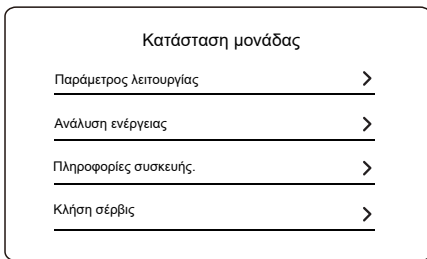 Κατάσταση μονάδας
Παράμετρος λειτουργίας
Ανάλυση ενέργειας
Πληροφορίες συσκευής.
Κλήση σέρβις